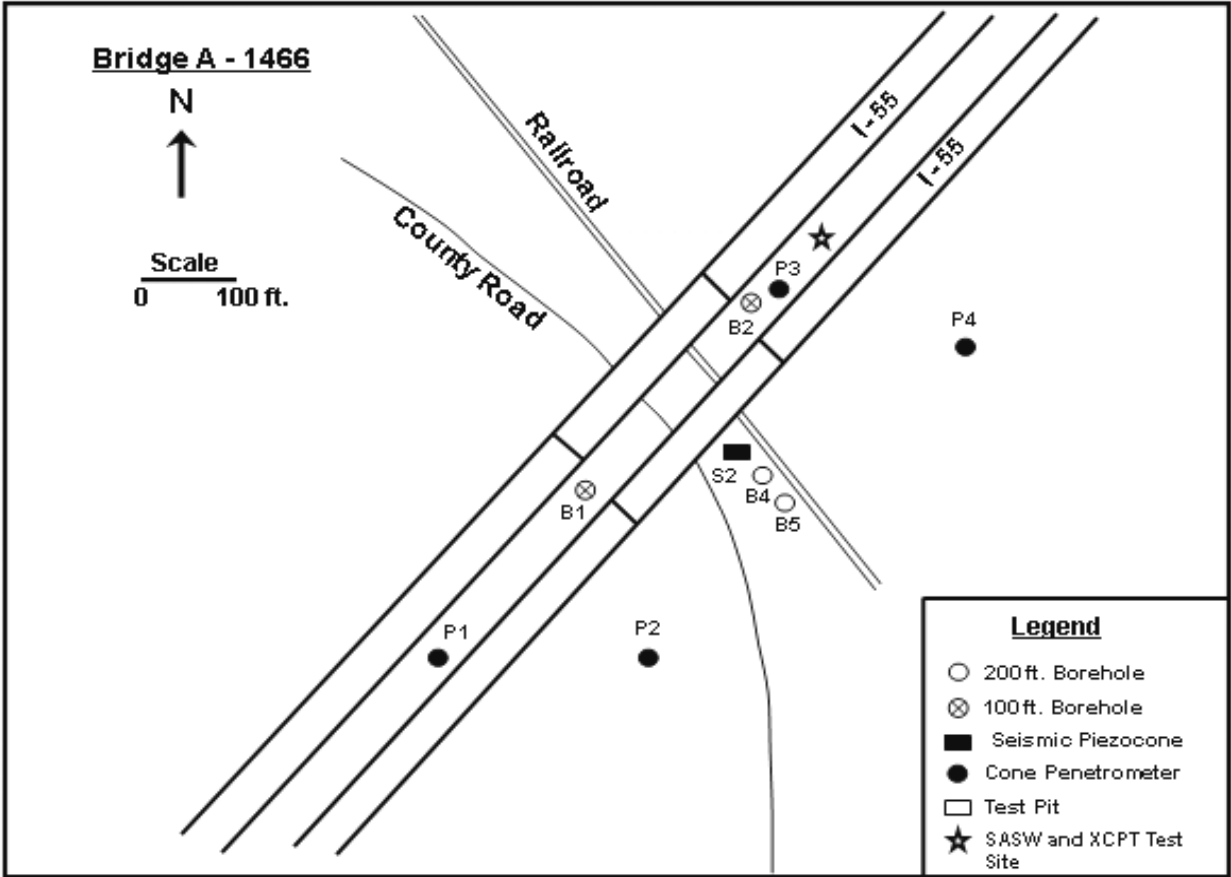 Bridge A - 1466
N
Scale
0 100 ft.
Railroad
County Road
I - 55
I - 55
P3
B2
P4
S2
B4
B5
B1
P1
P2
Legend
200 ft. Borehole
100 ft. Borehole
Seismic Piezocone
Cone Penetrometer
Test Pit
SASW and XCPT Test
Site